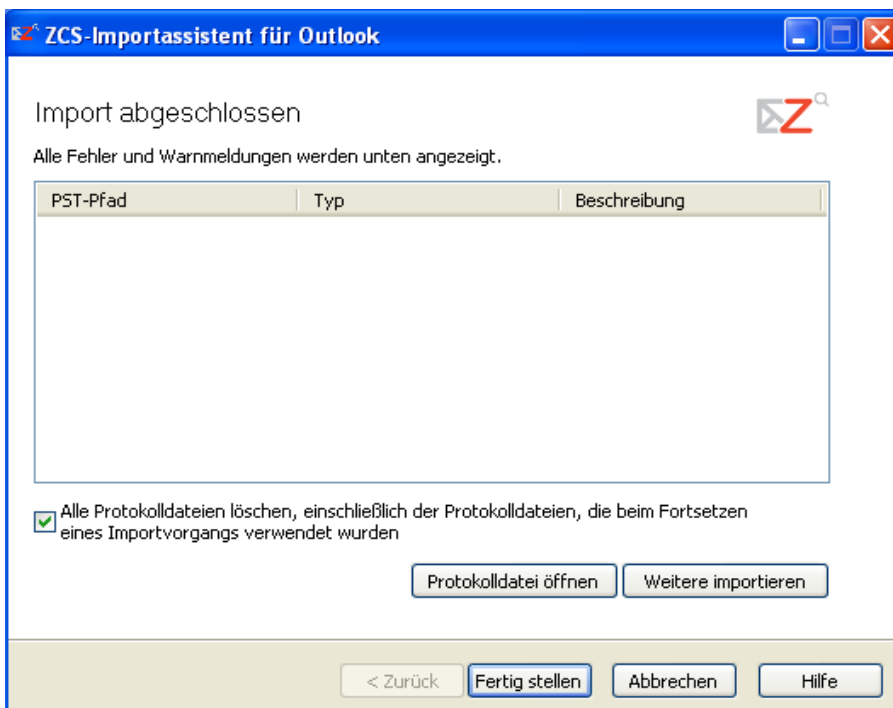 ZCS-Importassistent für Outlook
Import abgeschlossen
Alle Fehler und Warnmeldungen werden unten angezeigt.
PST-Pfad Typ Beschreibung
Alle Protokolldateien löschen, einschließlich der Protokolldateien, die beim Fortsetzen
eines Importvorgangs verwendet wurden
Protokolldatei öffnen Weitere importieren
< Zurück Fertig stellen Abbrechen Hilfe